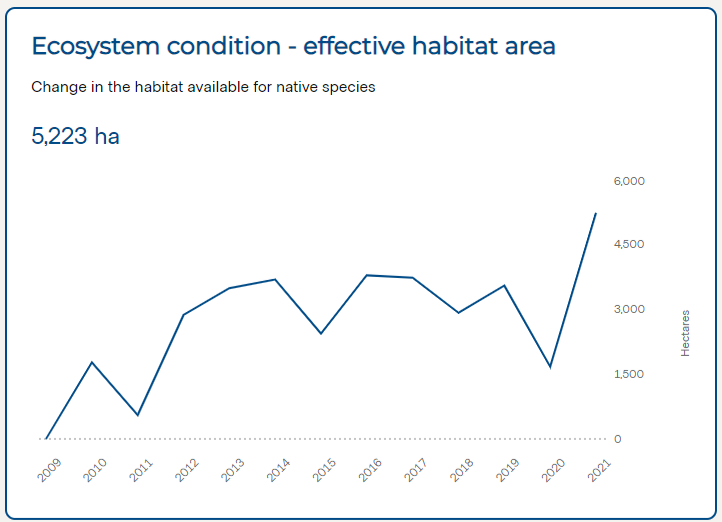 Ecosystem condition - effective habitat area
Change in the habitat available for native species
5,223 ha
6,000
4,500
3,000
1,500
0
Hectares
2009 2010 2011 2012 2013 2014 2015 2016 2017 2018 2019 2020 2021